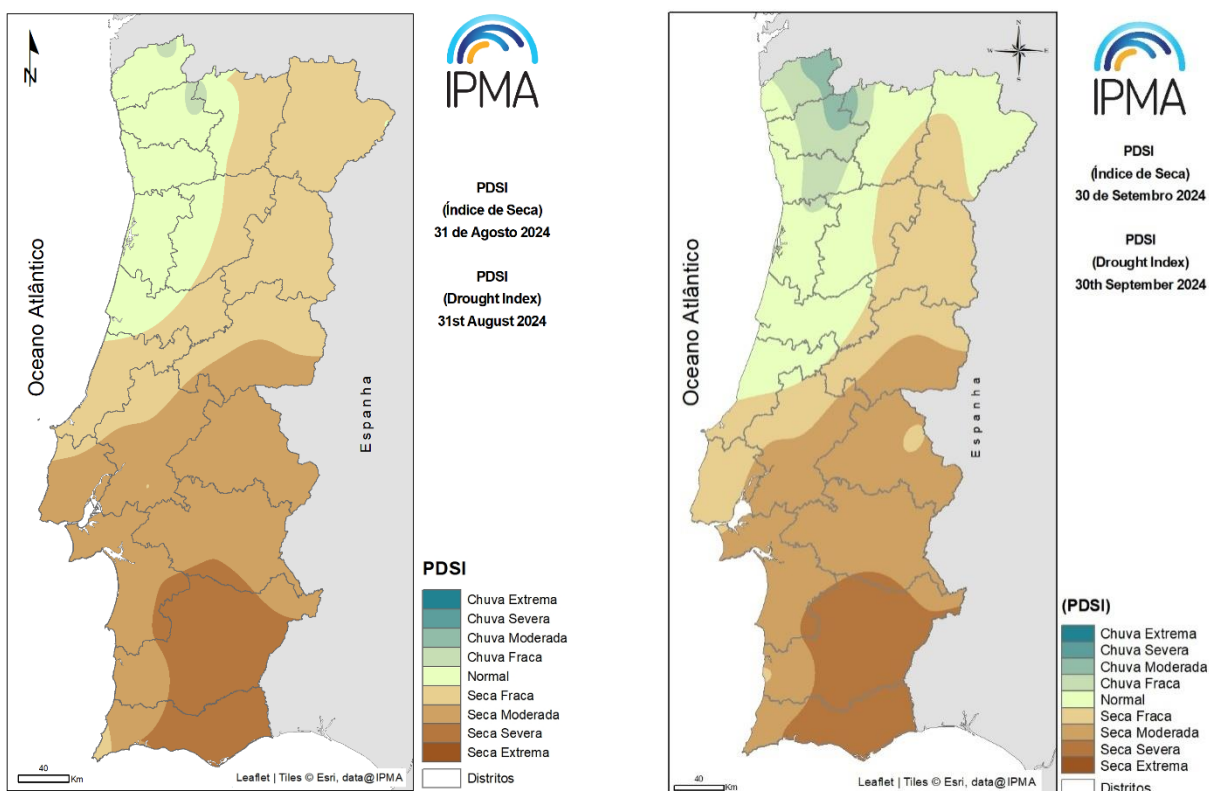 N
IPMA
PDSI
(Índice de Seca)
31 de Agosto 2024
PDSI
(Drought Index)
31st August 2024
Oceano Atlântico
Espanha
PDSI
Chuva Extrema
Chuva Severa
Chuva Moderada
Chuva Fraca
Normal
Seca Fraca
Seca Moderada
Seca Severa
Seca Extrema
Distritos
40
Km
Leaflet | Tiles © Esri, data@IPMA
N
W
E
S
IPMA
PDSI
(Índice de Seca)
30 de Setembro 2024
PDSI
(Drought Index)
30th September 2024
Oceano Atlântico
Espanha
(PDSI)
Chuva Extrema
Chuva Severa
Chuva Moderada
Chuva Fraca
Normal
Seca Fraca
Seca Moderada
Seca Severa
Seca Extrema
Distritos
40
Km
Leaflet | Tiles © Esri, data@IPMA